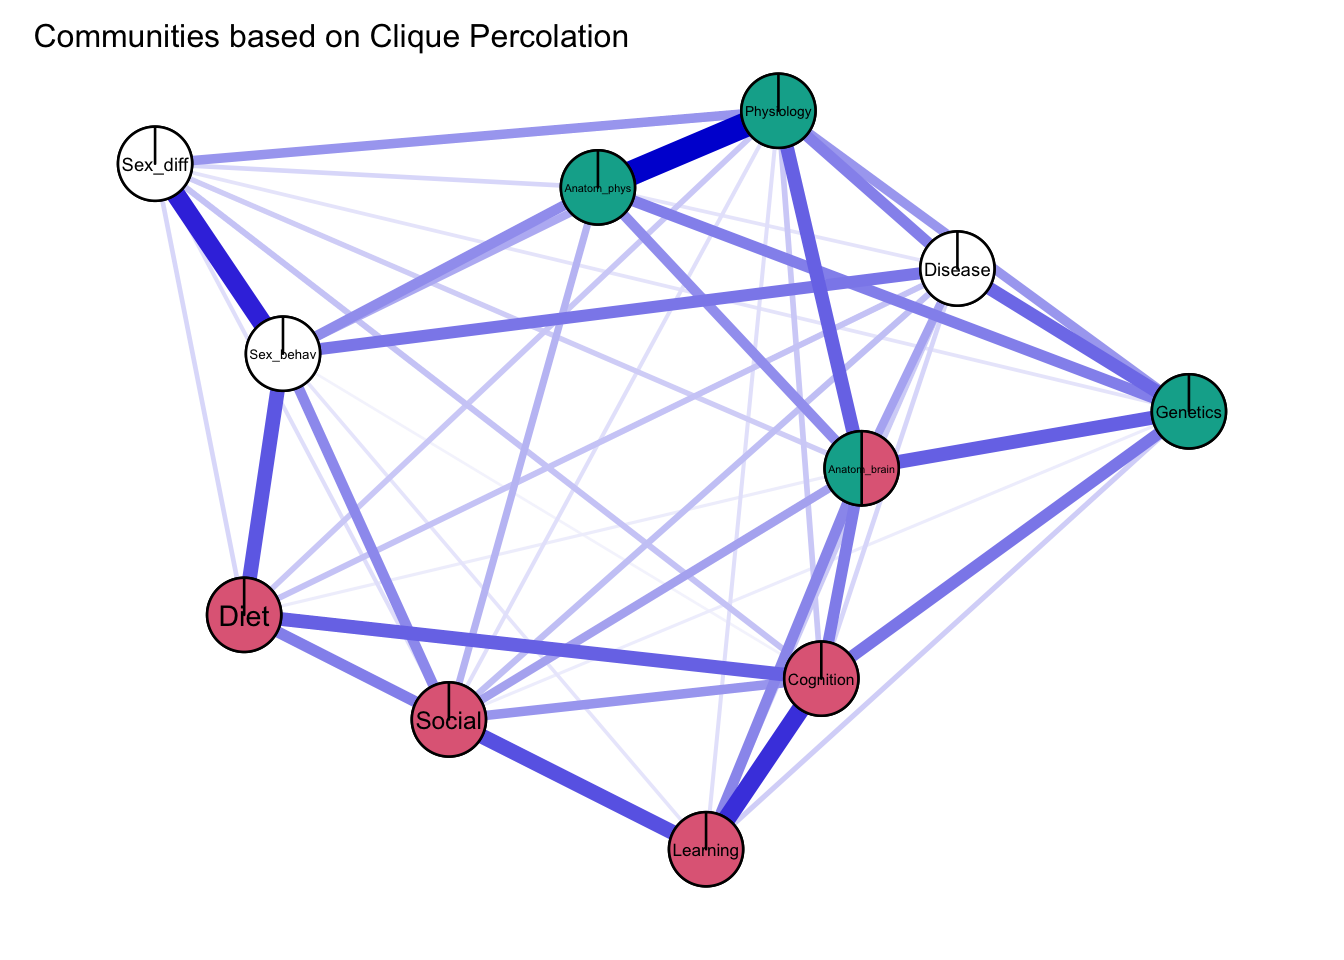 Communities based on Clique Percolation
Physiology
Sex_diff
Anatom_phys
Disease
Sex_behav
Genetics
Anatom_brain
Diet
Cognition
Social
Learning